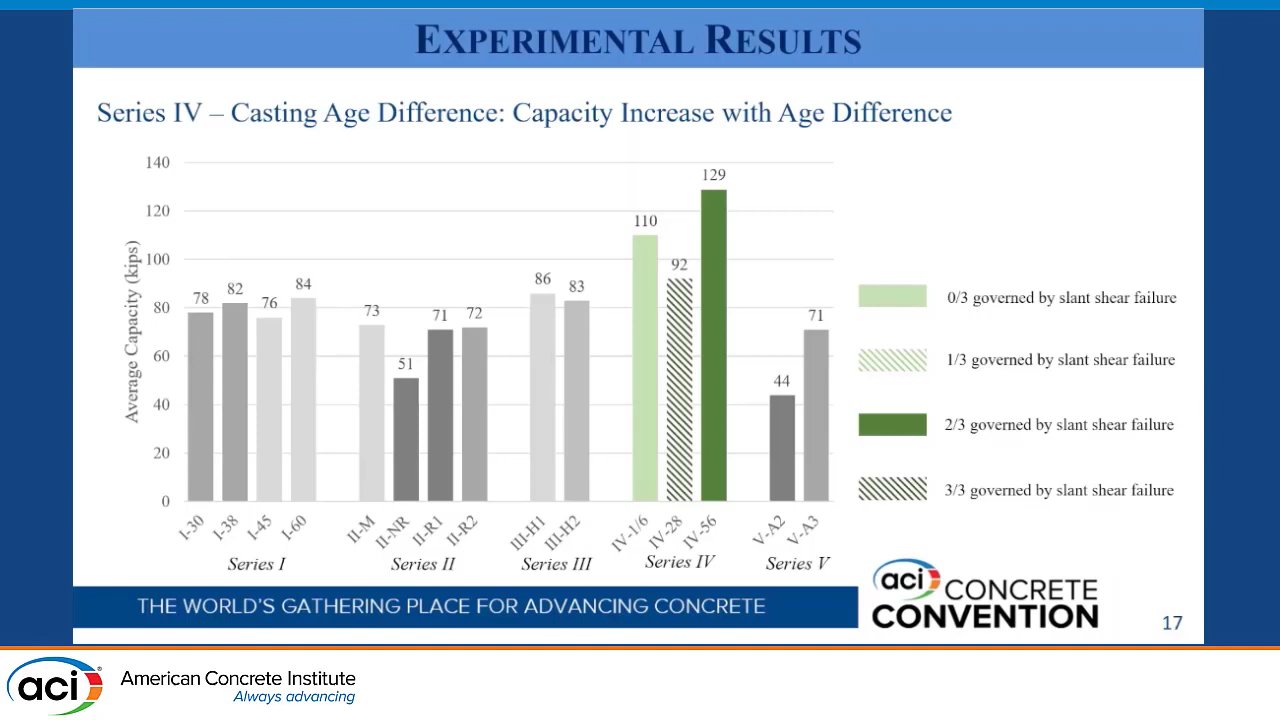 EXPERIMENTAL RESULTS
Series IV – Casting Age Difference: Capacity Increase with Age Difference
Average Capacity (kips)
140
120
100
80
60
40
20
0
78
82
76
84
73
51
71
72
86
83
110
92
129
44
71
I-30
I-38
I-45
I-60
II-M
II-NR
II-R1
II-R2
III-H1
III-H2
IV-1/6
IV-28
IV-56
V-A2
V-A3
Series I
Series II
Series III
Series IV
Series V
0/3 governed by slant shear failure
1/3 governed by slant shear failure
2/3 governed by slant shear failure
3/3 governed by slant shear failure
THE WORLD'S GATHERING PLACE FOR ADVANCING CONCRETE
aci CONCRETE
CONVENTION
17
aci®
American Concrete Institute
Always advancing